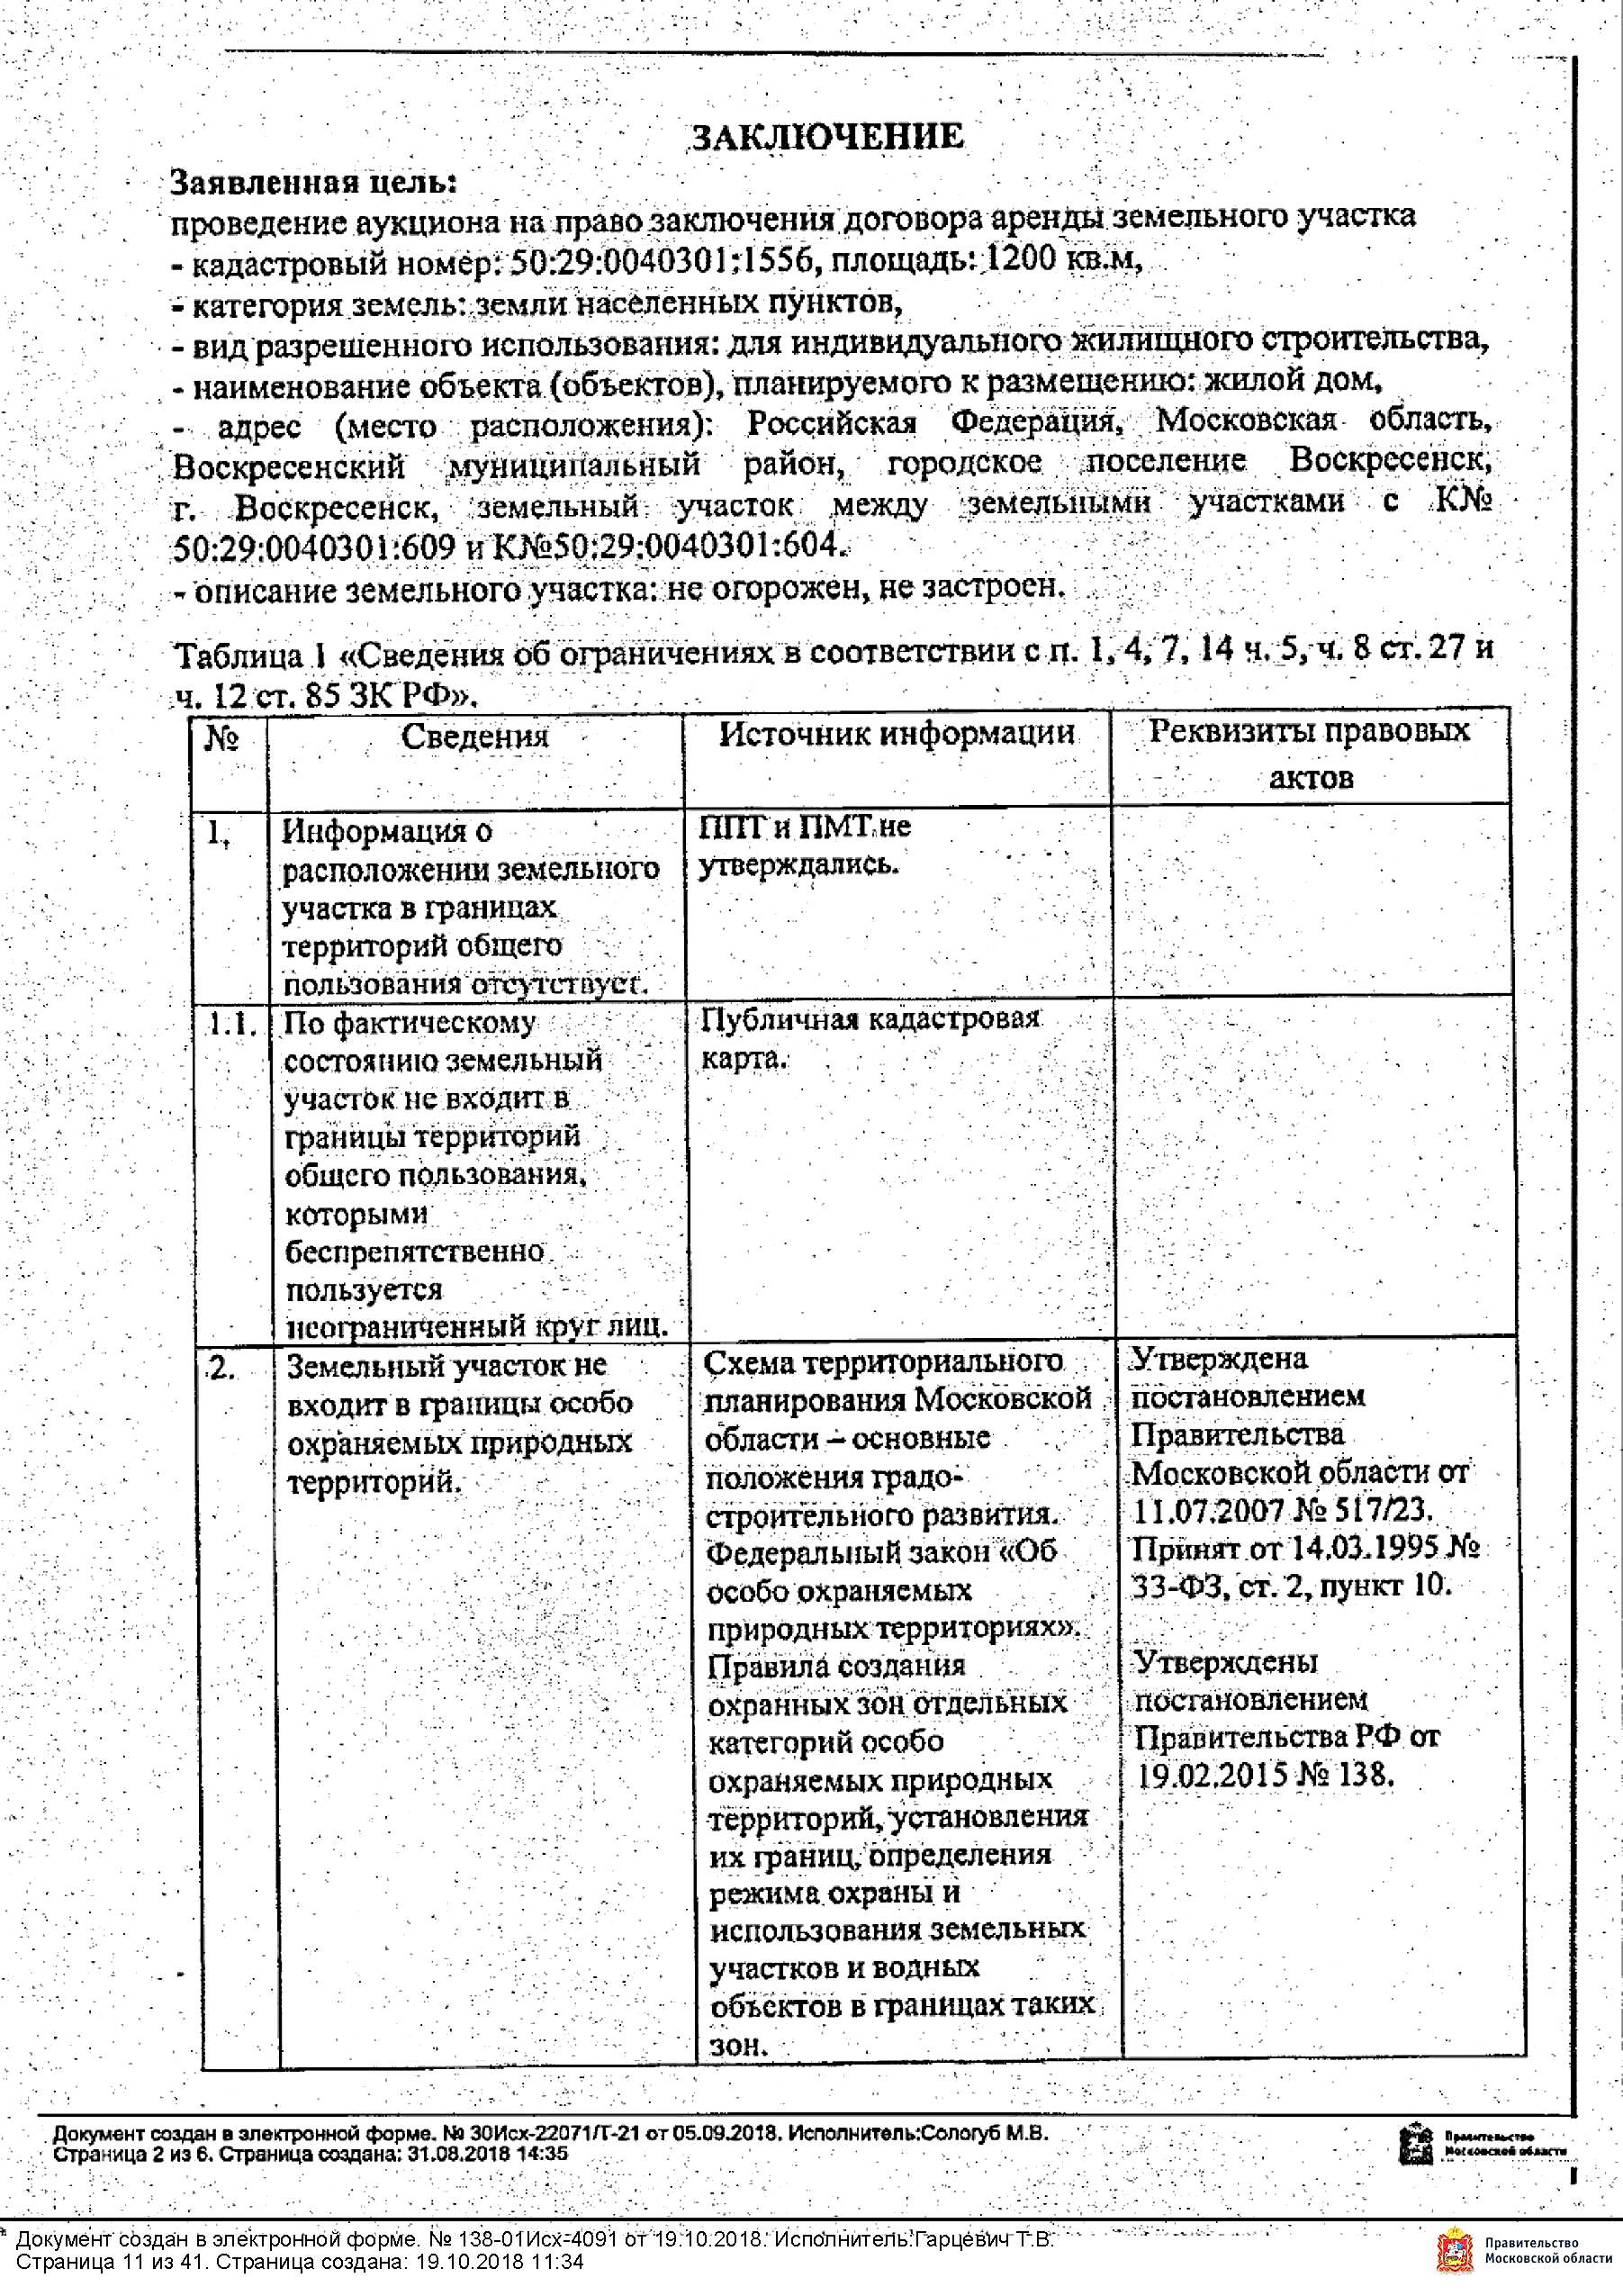 ЗАКЛЮЧЕНИЕ
Заявленная цель:
проведение аукциона на право заключения договора аренды земельного участка
- кадастровый номер: 50:29:0040301:1556, площадь: 1200 кв.м,
- категория земель: земли населенных пунктов,
- вид разрешенного использования: для индивидуального жилищного строительства,
- наименование объекта (объектов), планируемого к размещению: жилой дом,
- адрес (место расположения): Российская Федерация, Московская область,
Воскресенский муниципальный район, городское поселение Воскресенск,
г. Воскресенск, земельный участок между земельными участками с К№
50:29:0040301:609 и К№50:29:0040301:604.
- описание земельного участка: не огорожен, не застроен.
Таблица 1 «Сведения об ограничениях в соответствии с п. 1, 4, 7, 14 ч. 5, ч. 8 ст. 27 и
ч. 12 ст. 85 ЗК РФ».
№
Сведения
Источник информации
Реквизиты правовых
актов
1.
Информация о
расположении земельного
участка в границах
территорий общего
пользования отсутствует.
ППТ и ПМТ не
утверждались.
1.1.
По фактическому
состоянию земельный
участок не входит в
границы территорий
общего пользования,
которыми
беспрепятственно
пользуется
неограниченный круг лиц.
Публичная кадастровая
карта.
2.
Земельный участок не
входит в границы особо
охраняемых природных
территорий.
Схема территориального
планирования Московской
области – основные
положения градо-
строительного развития.
Федеральный закон «Об
особо охраняемых
природных территориях».
Правила создания
охранных зон отдельных
категорий особо
охраняемых природных
территорий, установления
их границ, определения
режима охраны и
использования земельных
участков и водных
объектов в границах таких
зон.
Утверждена
постановлением
Правительства
Московской области от
11.07.2007 № 517/23.
Принят от 14.03.1995 №
33-ФЗ, ст. 2, пункт 10.
Утверждены
постановлением
Правительства РФ от
19.02.2015 № 138.
Документ создан в электронной форме. № 30Исх-22071/Т-21 от 05.09.2018. Исполнитель:Сологуб М.В.
Страница 2 из 6. Страница создана: 31.08.2018 14:35
Правительство
Московской области
Документ создан в электронной форме. № 138-01Исх-4091 от 19.10.2018. Исполнитель:Гарцевич Т.В.
Страница 11 из 41. Страница создана: 19.10.2018 11:34
Правительство
Московской области